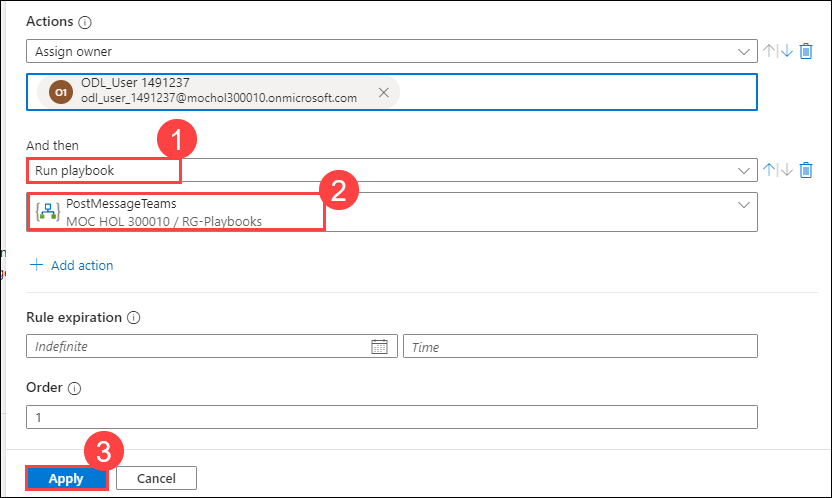 Actions
Assign owner
O1
ODL_User 1491237
odl_user_1491237@mochol300010.onmicrosoft.com
1
And then
Run playbook
2
PostMessageTeams
MOC HOL 300010 / RG-Playbooks
Add action
Rule expiration
Indefinite
Time
Order
1
3
Apply
Cancel